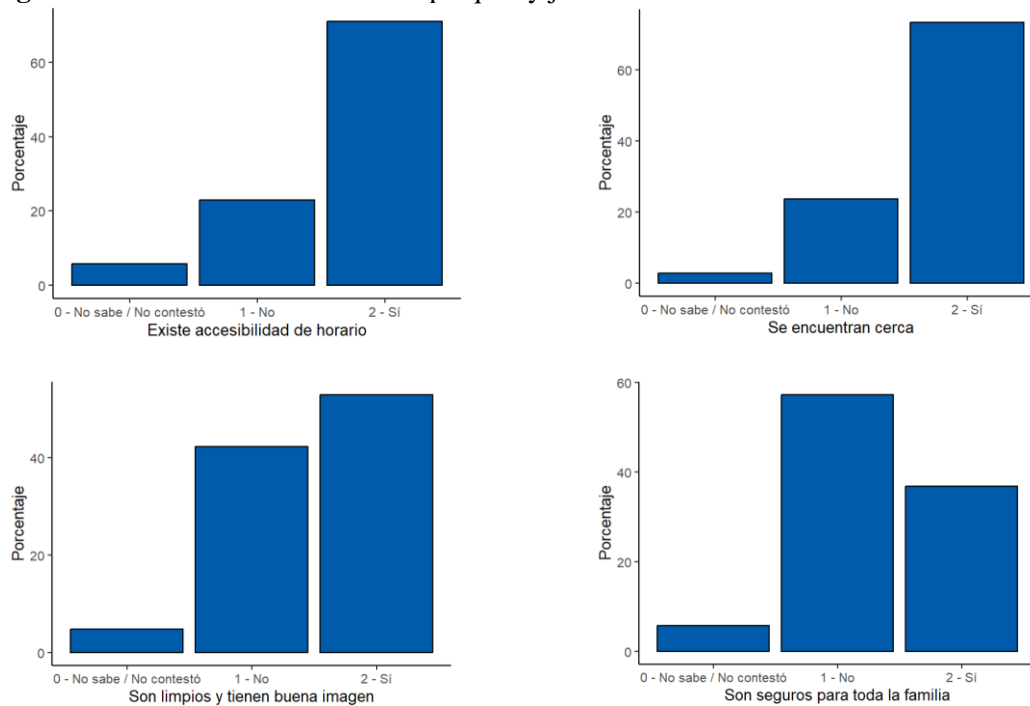 60
40
20
0
Porcentaje
0 - No sabe / No contestó 1 - No 2 - Sí
Existe accesibilidad de horario
60
40
20
0
Porcentaje
0 - No sabe / No contestó 1 - No 2 - Sí
Se encuentran cerca
40
20
0
Porcentaje
0 - No sabe / No contestó 1 - No 2 - Sí
Son limpios y tienen buena imagen
60
40
20
0
Porcentaje
0 - No sabe / No contestó 1 - No 2 - Sí
Son seguros para toda la familia